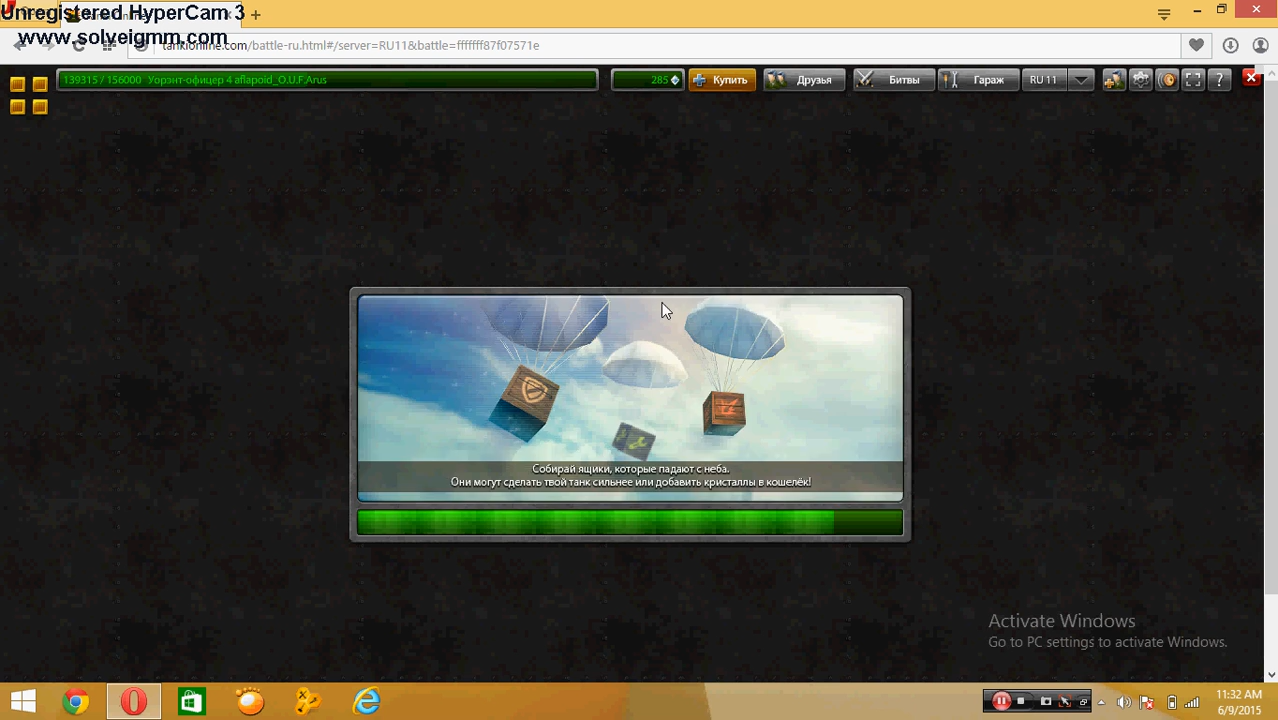 Unregistered HyperCam 3
www.solveigmm.com
tankionline.com/battle-ru.html#/server=RU11&battle=fffffff87f07571e
139315 / 156000 Уорэнт-офицер 4 afiapoid_O.U.F.Arus
285
Купить
Друзья
Битвы
Гараж
RU 11
?
Собирай ящики, которые падают с неба.
Они могут сделать твой танк сильнее или добавить кристаллы в кошелёк!
Activate Windows
Go to PC settings to activate Windows.
11:32 AM
6/9/2015